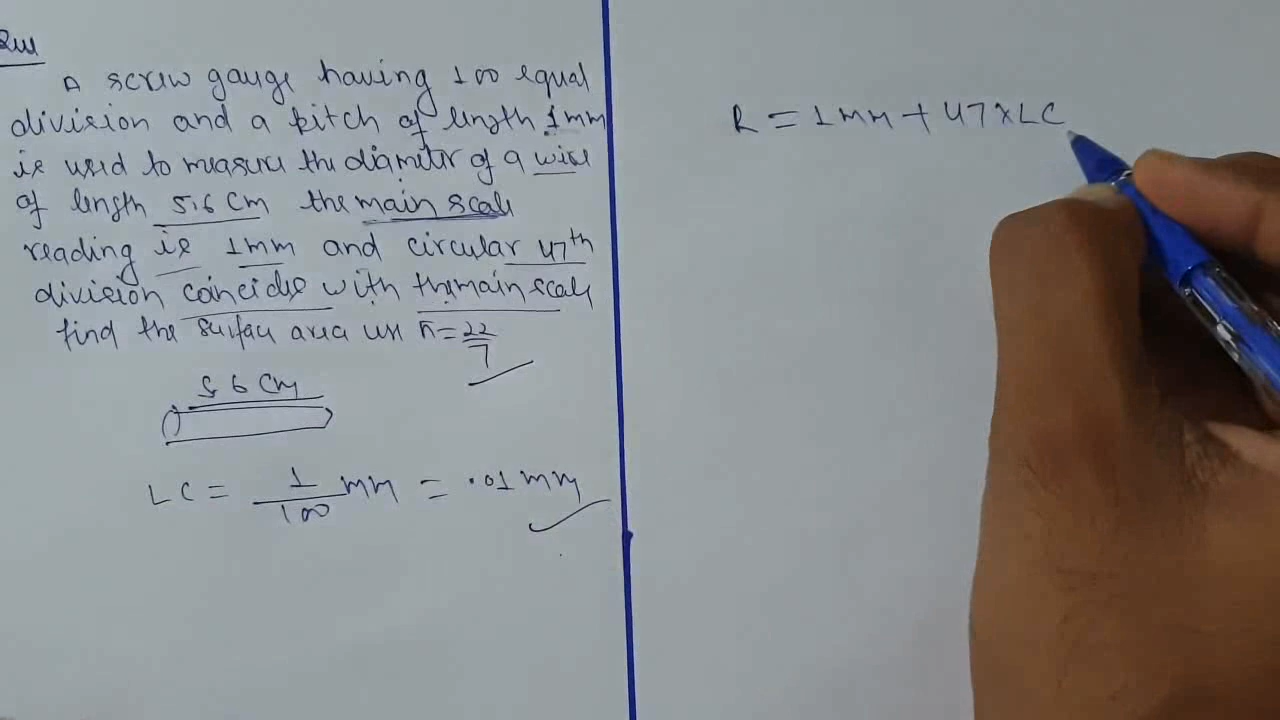 Que
A screw gauge having 100 equal
division and a pitch of length 1mm
is used to measure the diameter of a wire
of length 5.6 cm the main scale
reading is 1mm and circular 47th
division coincides with the main scale
find the surface area use π = 22/7
5 6 cm
LC = 1/100 mm = .01 mm
R = 1mm + 47 x LC